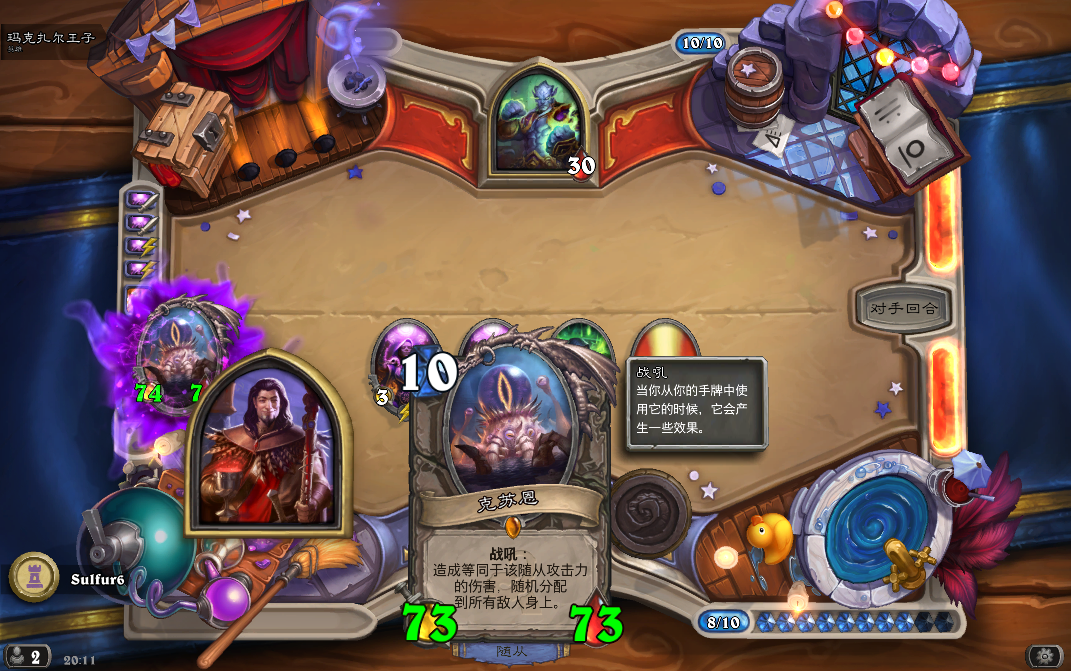 玛克扎尔王子
10/10
30
对手回合
74
7
3
10
战吼
当你从你的手牌中使
用它的时候，它会产
生一些效果。
克苏恩
战吼：
造成等同于该随从攻击力
的伤害，随机分配
到所有敌人身上。
73
73
随从
Sulfur6
8/10
2
20:11